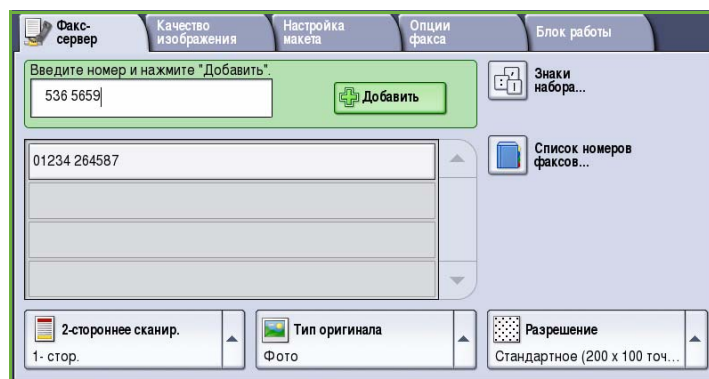 Факс-
сервер
Качество
изображения
Настройка
макета
Опции
факса
Блок работы
Введите номер и нажмите "Добавить".
536 5659
Добавить
Знаки
набора...
01234 264587
Список номеров
факсов...
2-стороннее сканир.
1- стор.
Тип оригинала
Фото
Разрешение
Стандартное (200 x 100 точ...